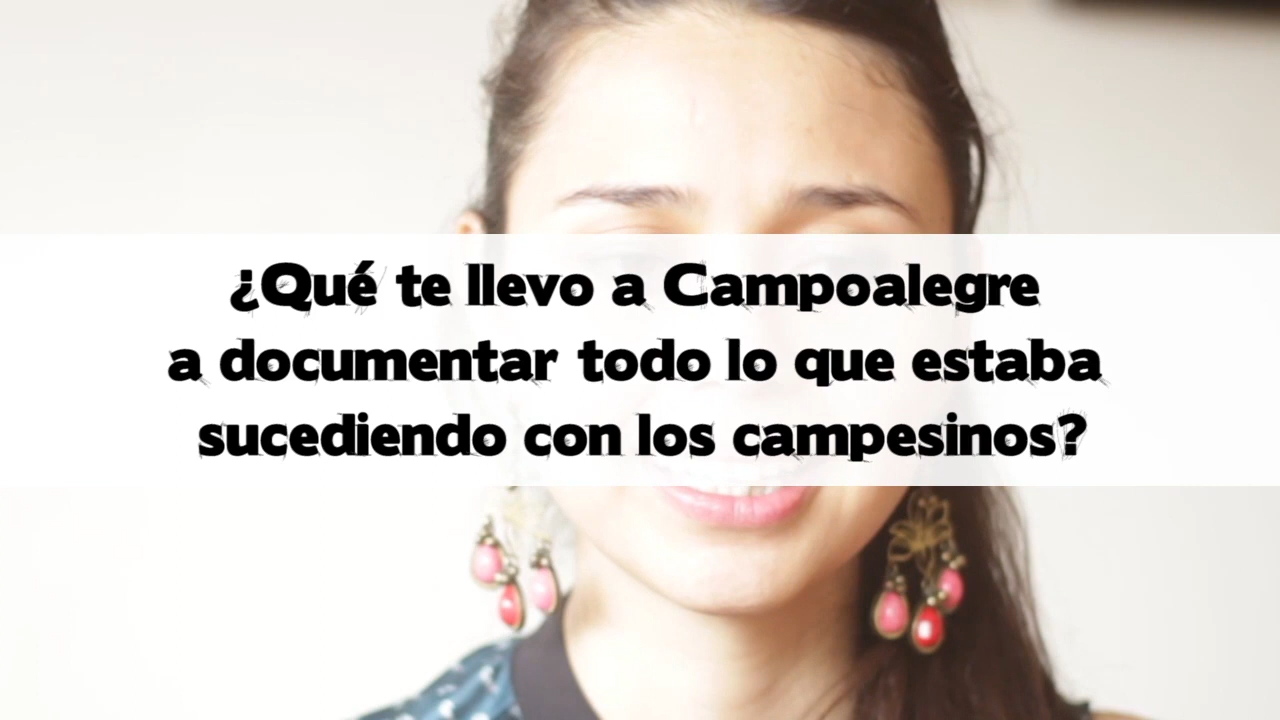 ¿Qué te llevo a Campoalegre
a documentar todo lo que estaba
sucediendo con los campesinos?